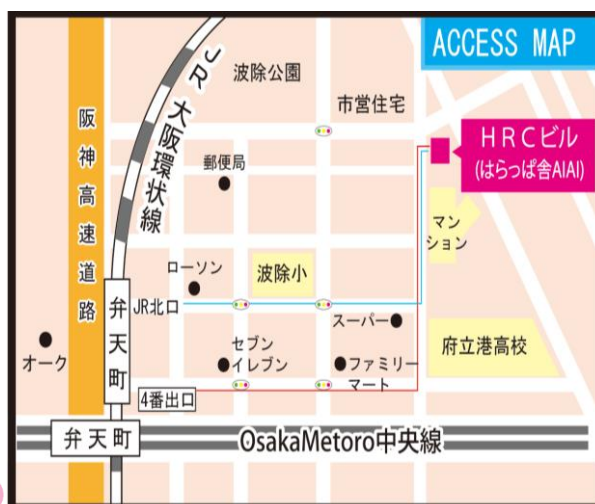 ACCESS MAP
波除公園
市営住宅
JR 大阪環状線
阪神高速道路
HRCビル
(はらっぱ舎AIAI)
郵便局
マン
ション
ローソン
波除小
JR北口
弁天町
スーパー
府立港高校
オーク
セブン
イレブン
ファミリー
マート
4番出口
弁天町
OsakaMetoro中央線